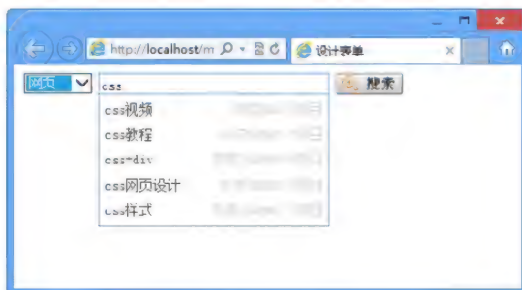 http://localhost/m
设计表单
网页
css
搜索
css视频
css教程
css+div
css网页设计
css样式